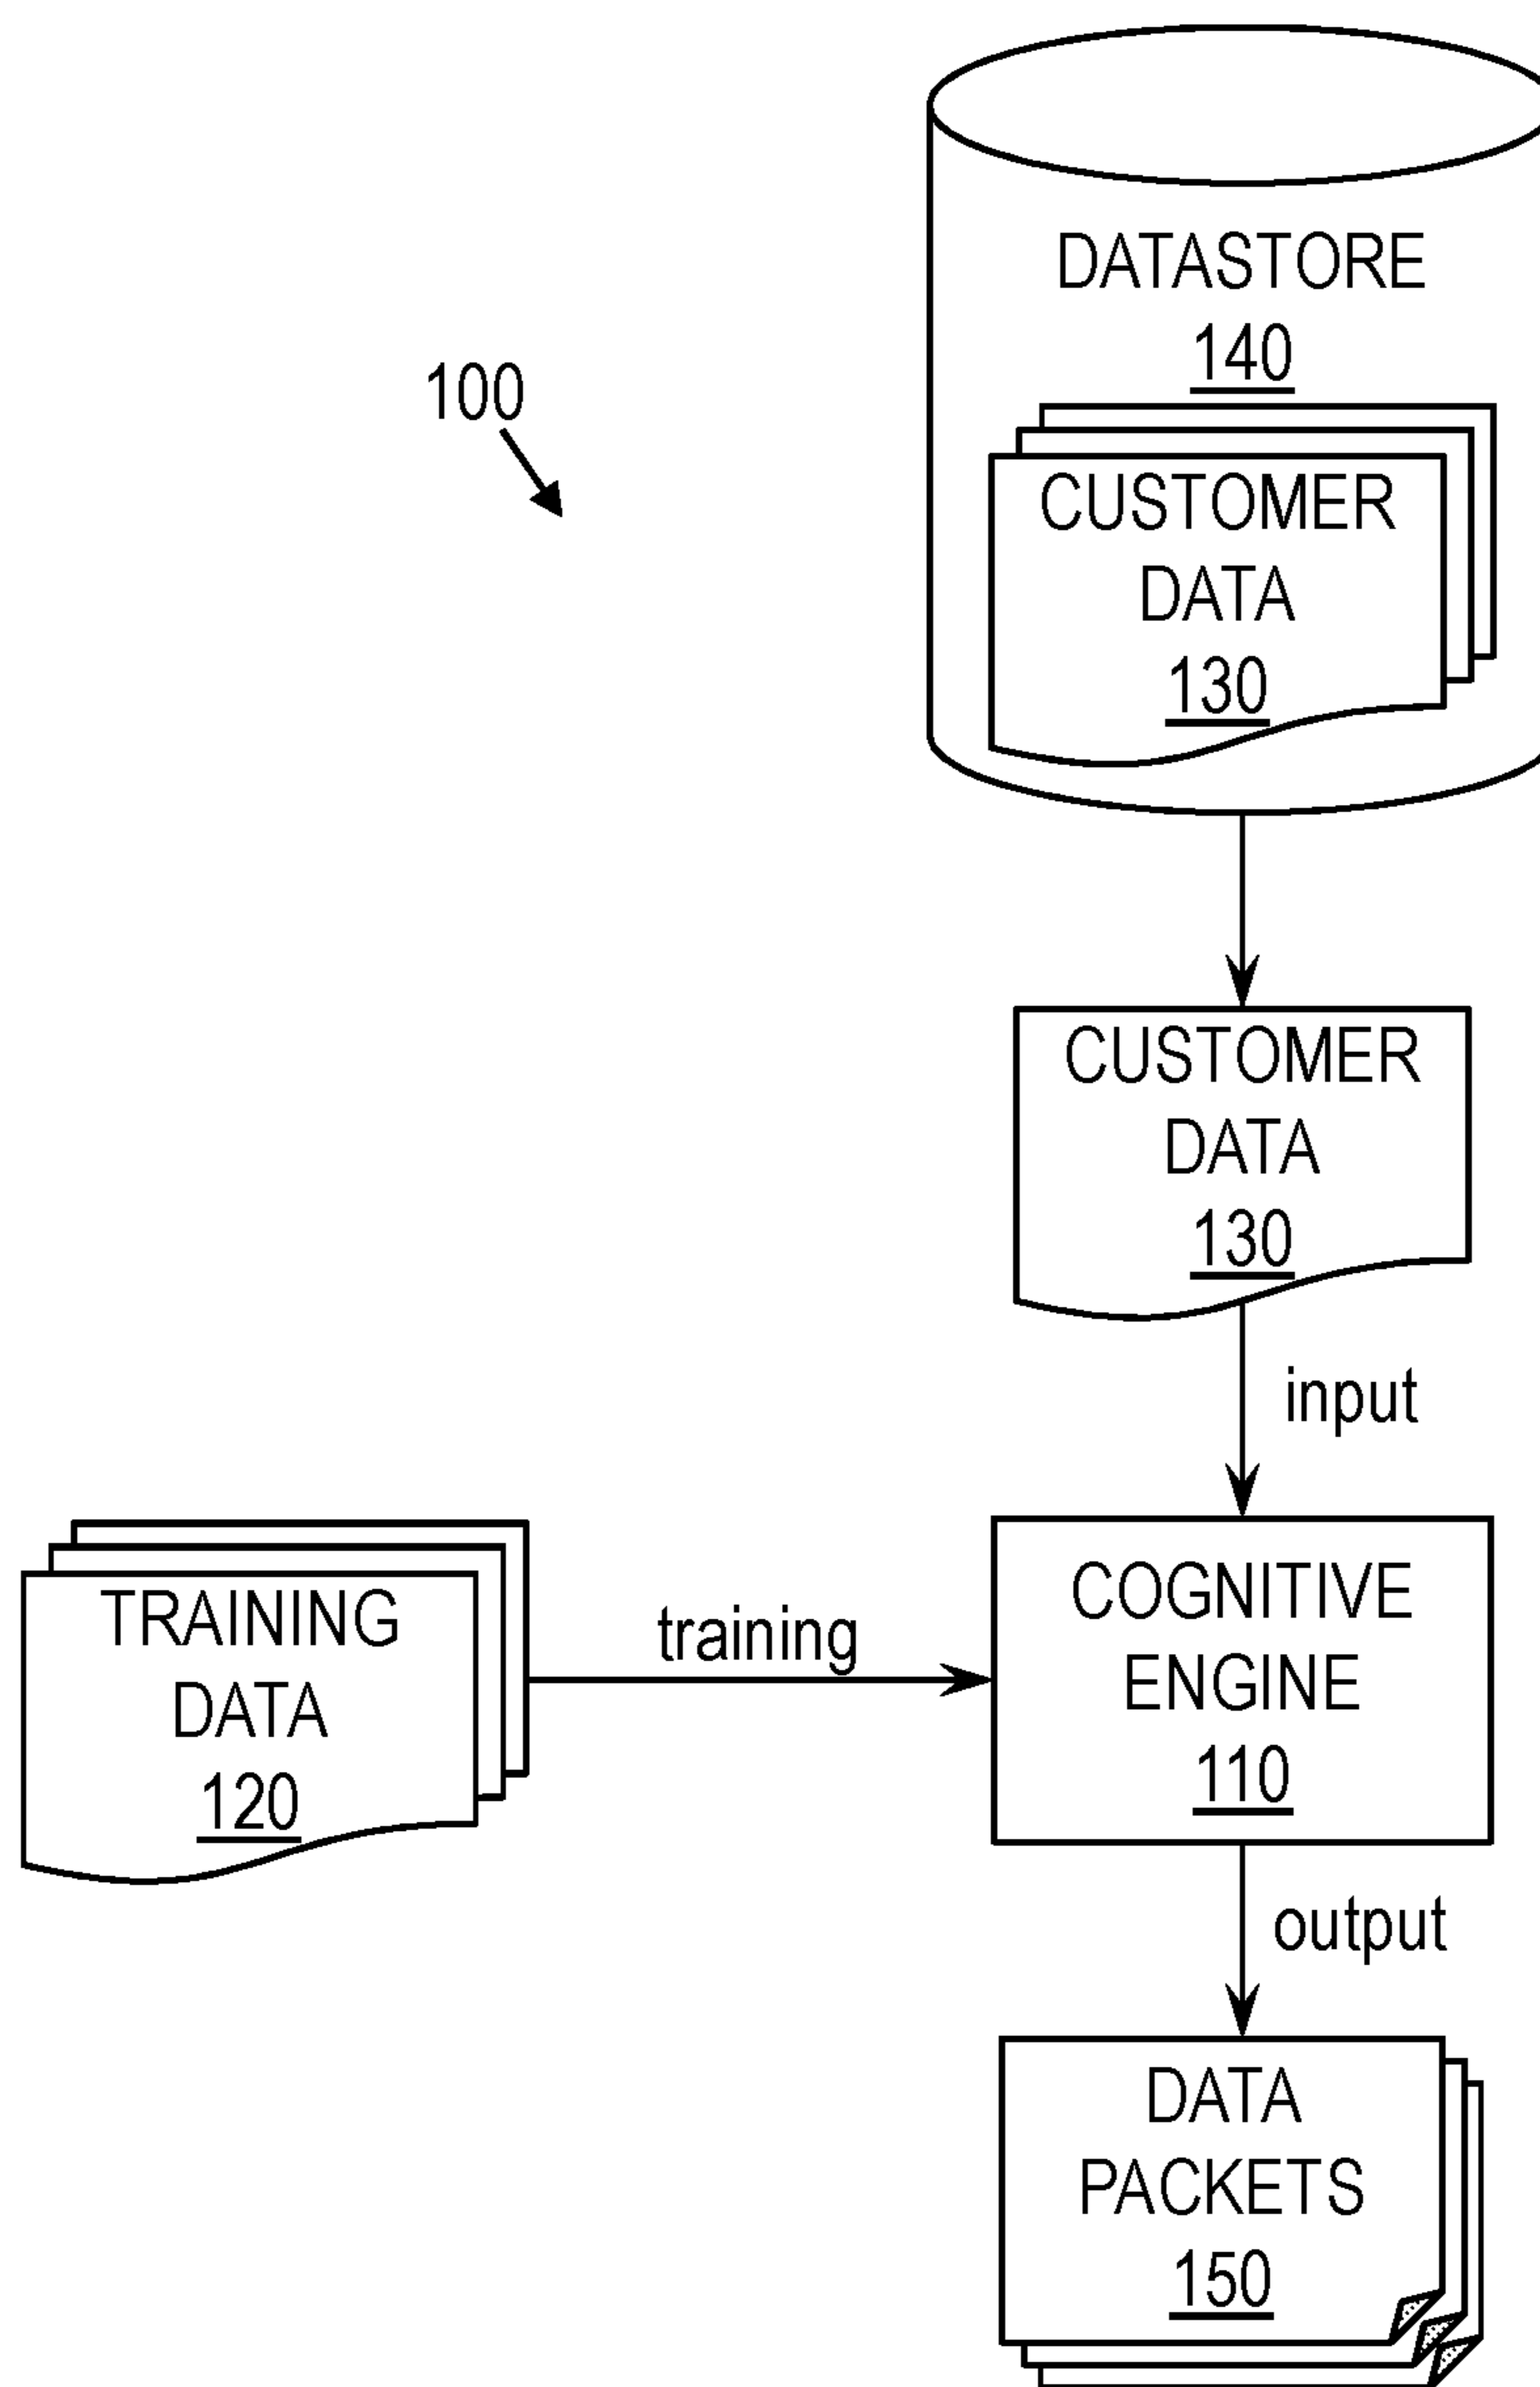 DATASTORE
140
100
CUSTOMER
DATA
130
CUSTOMER
DATA
130
input
TRAINING
DATA
120
training
COGNITIVE
ENGINE
110
output
DATA
PACKETS
150